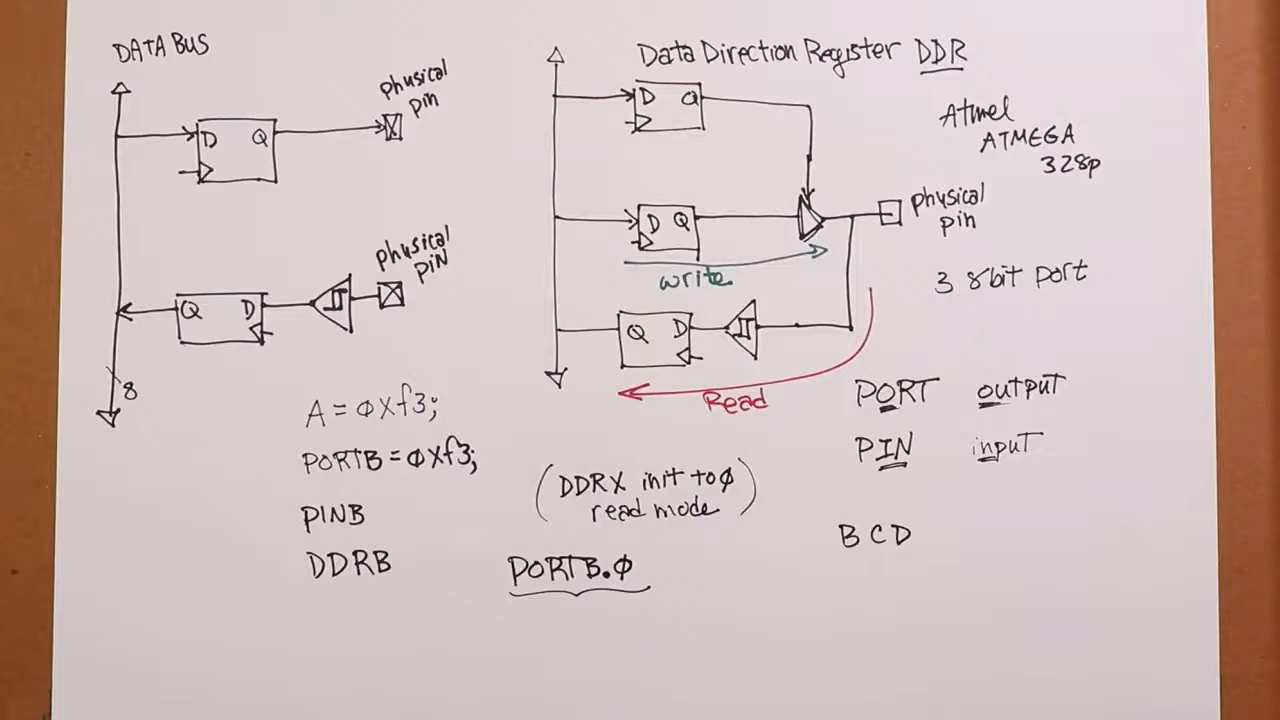 DATA BUS
physical
pin
D Q
physical
PIN
Q D
8
Data Direction Register DDR
D Q
D Q
write
Q D
Read
physical
pin
Atmel
ATMEGA
328p
3 8bit port
PORT output
PIN input
B C D
A = 0xf3;
PORTB = 0xf3;
PINB
DDRB
(DDRX init to 0
read mode)
PORTB.0